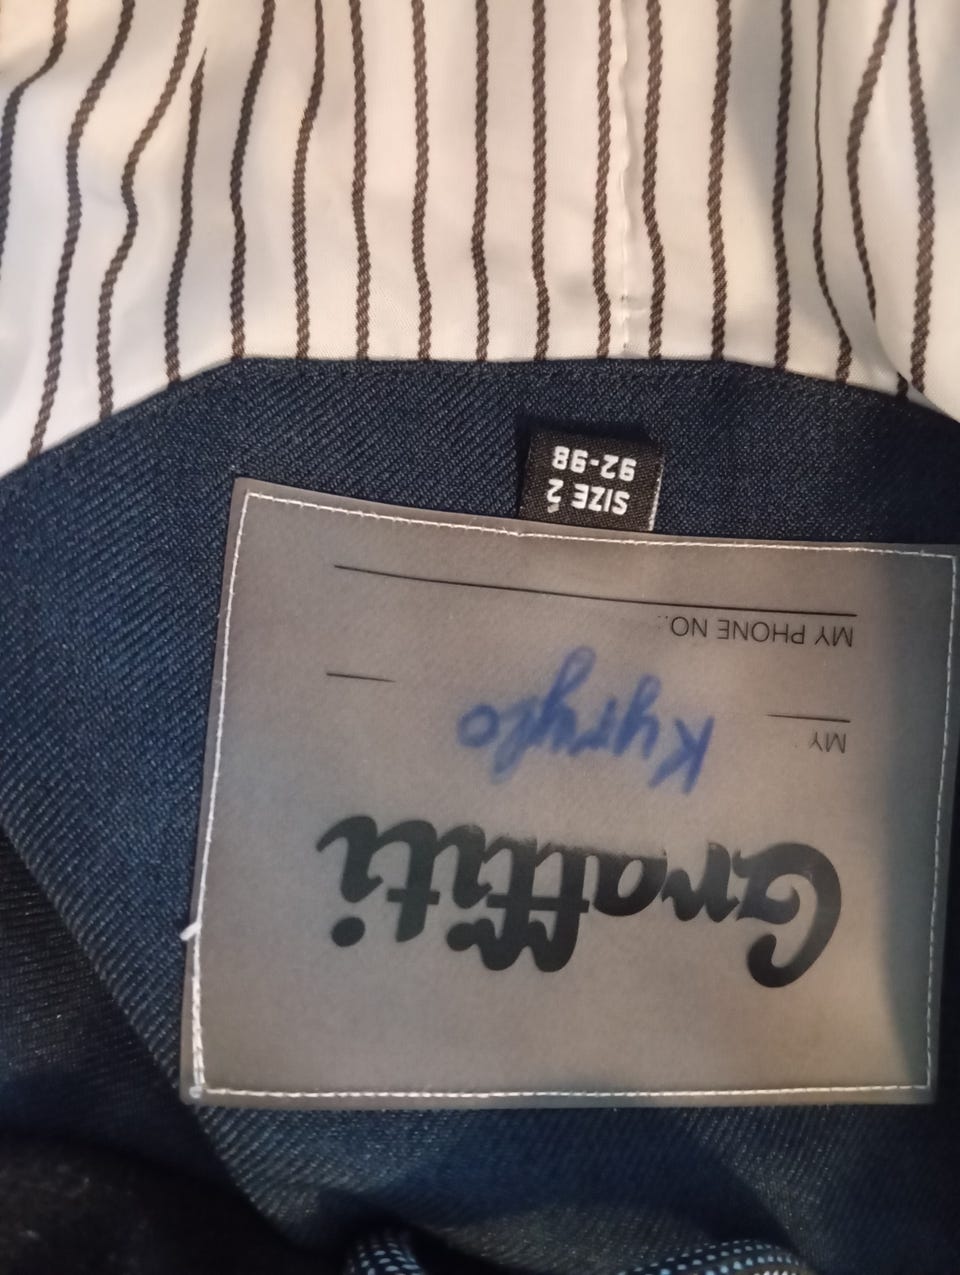 Graffiti
MY
Kyrylo
MY PHONE NO.
SIZE 2
92-98